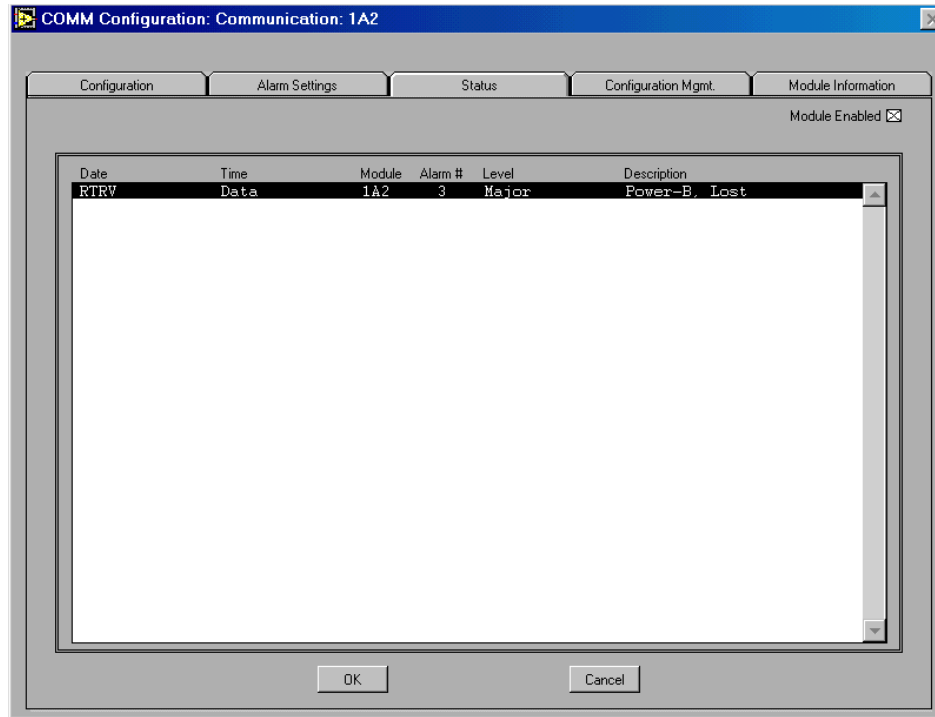 COMM Configuration: Communication: 1A2
Configuration Alarm Settings Status Configuration Mgmt. Module Information
Module Enabled
Date Time Module Alarm # Level Description
RTRV Data 1A2 3 Major Power-B, Lost
OK Cancel